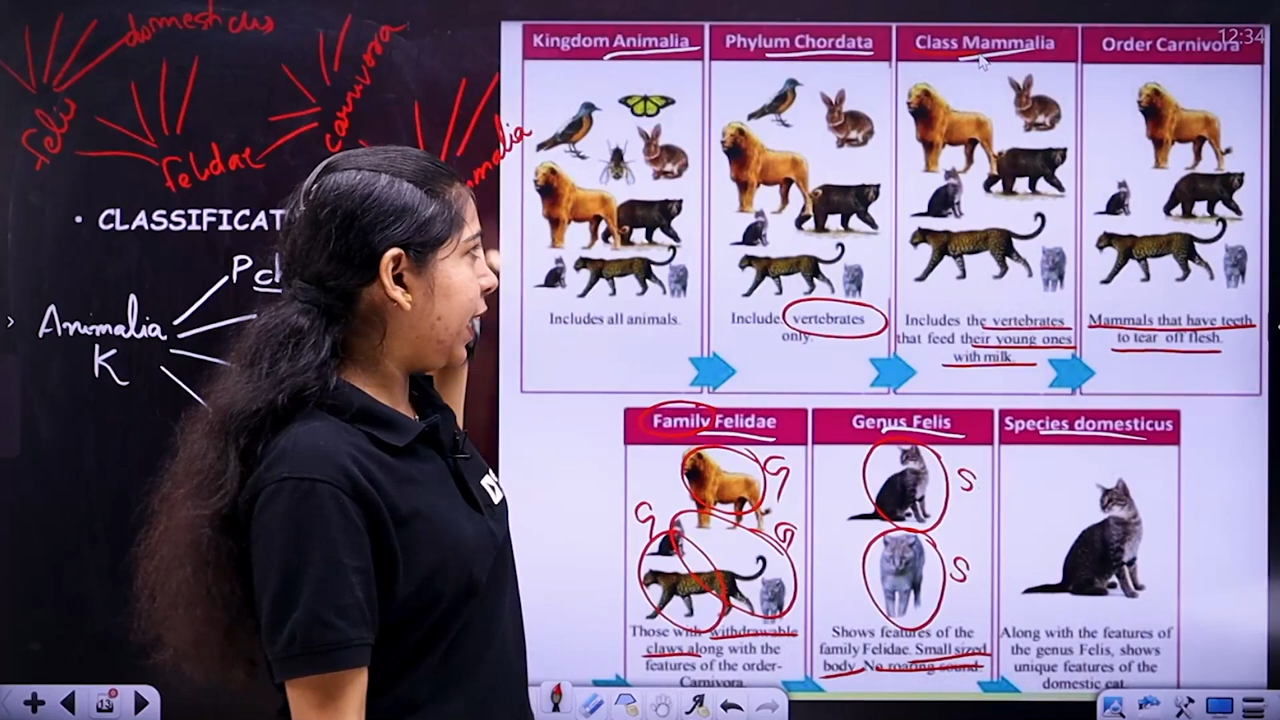 domesticus
feli
felidae
carnivora
malia
• CLASSIFICAT
P
Animalia
K
12:34
Kingdom Animalia
Includes all animals.
Phylum Chordata
Include. vertebrates
only.
Class Mammalia
Includes the vertebrates
that feed their young ones
with milk.
Order Carnivora
Mammals that have teeth
to tear off flesh.
Family Felidae
G
G
G
Those with withdrawable
claws along with the
features of the order-
Carnivora
Genus Felis
S
S
Shows features of the
family Felidae. Small sized
body, No roaring sound
Species domesticus
Along with the features of
the genus Felis, shows
unique features of the
domestic cat
13